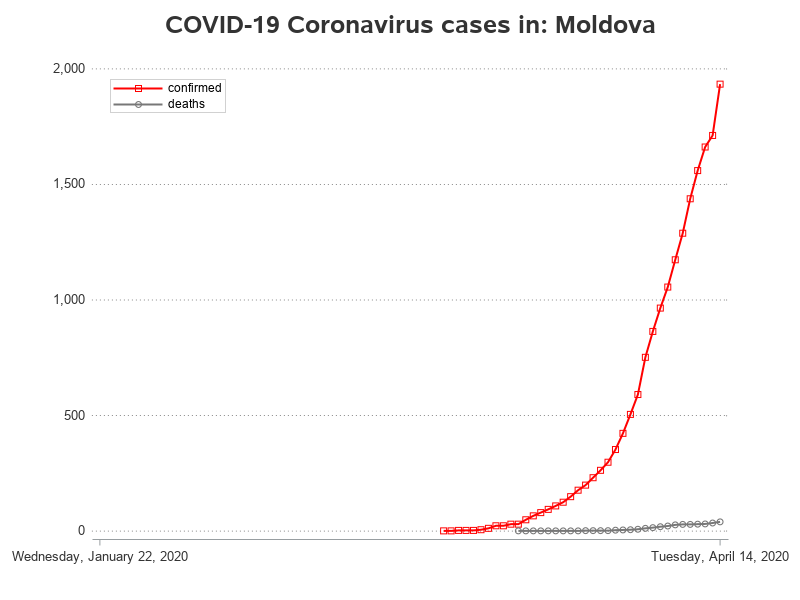 COVID-19 Coronavirus cases in: Moldova
2,000
confirmed
deaths
1,500
1,000
500
0
Wednesday, January 22, 2020
Tuesday, April 14, 2020